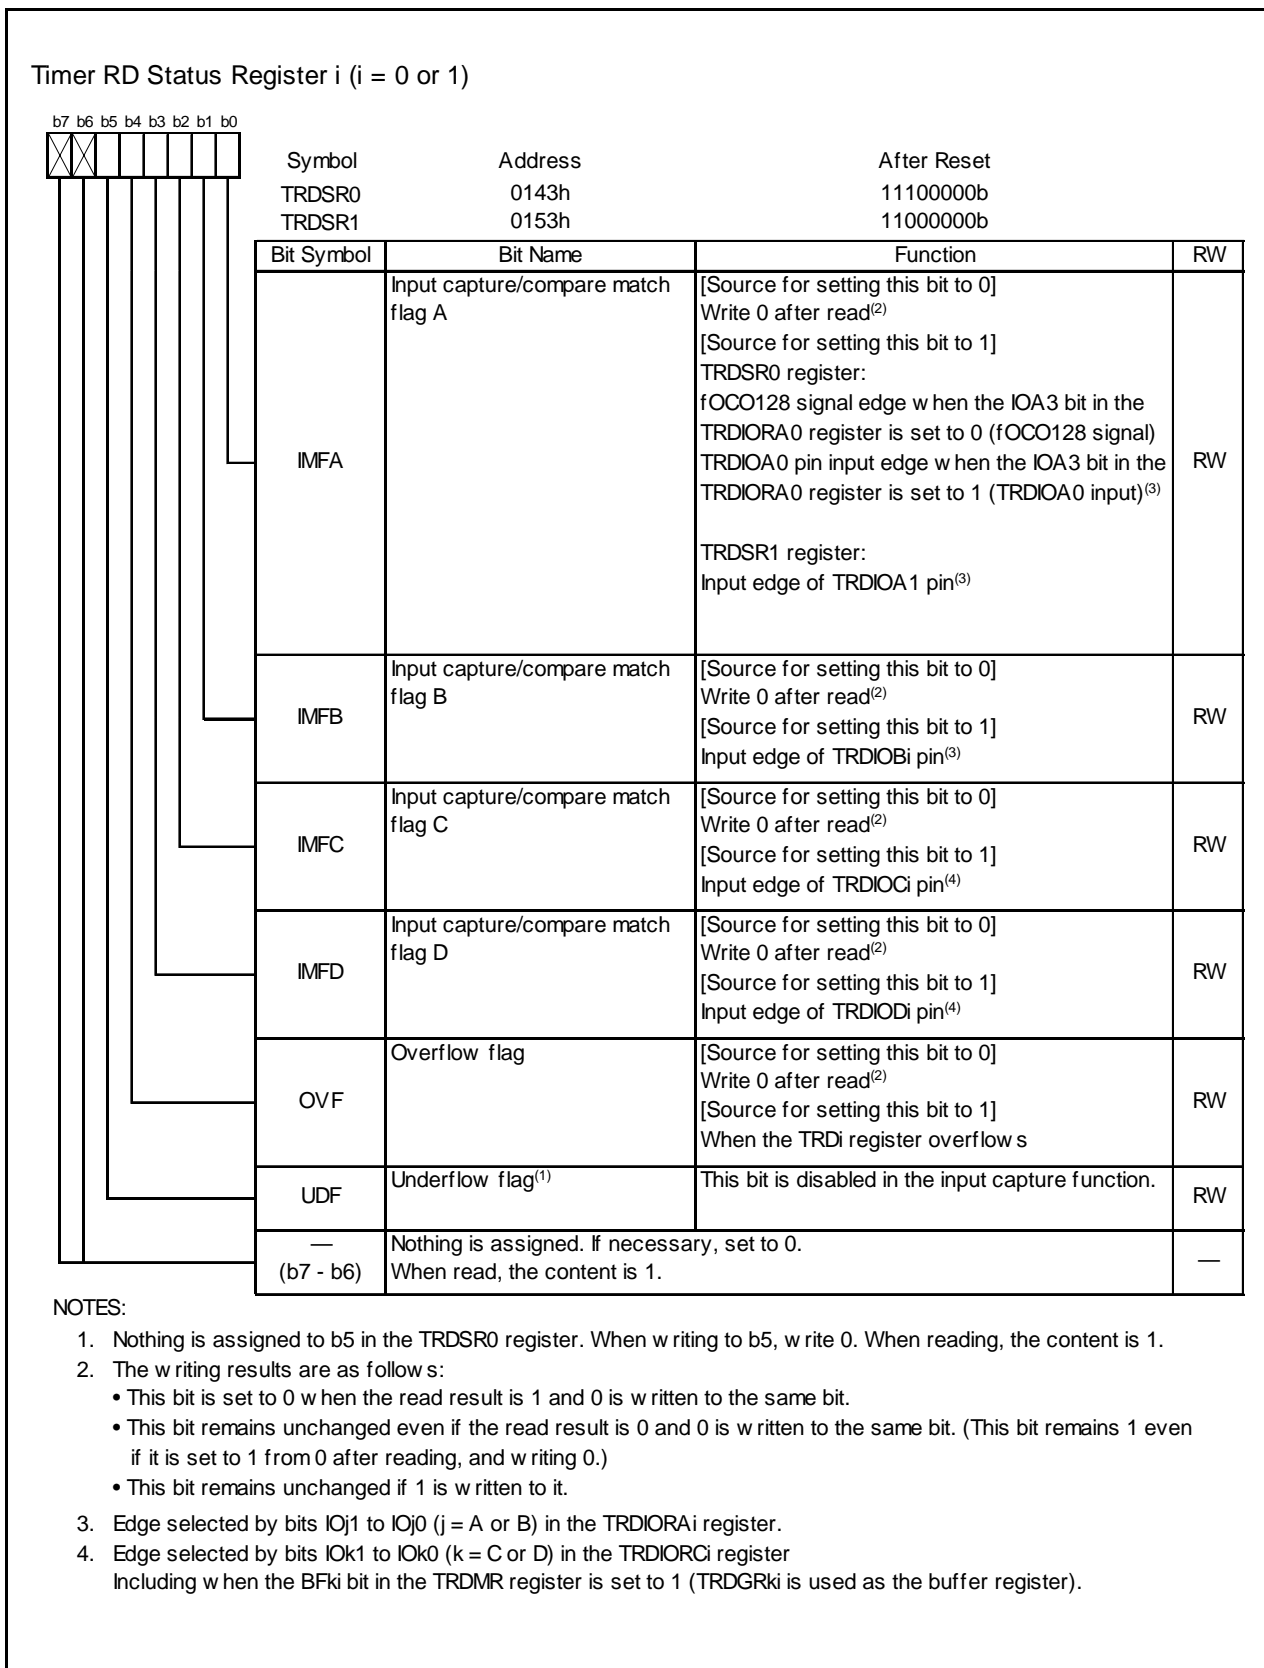 Timer RD Status Register i (i = 0 or 1)
b7 b6 b5 b4 b3 b2 b1 b0
Symbol Address After Reset
TRDSR0 0143h 11100000b
TRDSR1 0153h 11000000b
Bit Symbol Bit Name Function RW
IMFA
Input capture/compare match
flag A
[Source for setting this bit to 0]
Write 0 after read(2)
[Source for setting this bit to 1]
TRDSR0 register:
fOCO128 signal edge when the IOA3 bit in the
TRDIORA0 register is set to 0 (fOCO128 signal)
TRDIOA0 pin input edge when the IOA3 bit in the
TRDIORA0 register is set to 1 (TRDIOA0 input)(3)
TRDSR1 register:
Input edge of TRDIOA1 pin(3)
RW
IMFB
Input capture/compare match
flag B
[Source for setting this bit to 0]
Write 0 after read(2)
[Source for setting this bit to 1]
Input edge of TRDIOBi pin(3)
RW
IMFC
Input capture/compare match
flag C
[Source for setting this bit to 0]
Write 0 after read(2)
[Source for setting this bit to 1]
Input edge of TRDIOCi pin(4)
RW
IMFD
Input capture/compare match
flag D
[Source for setting this bit to 0]
Write 0 after read(2)
[Source for setting this bit to 1]
Input edge of TRDIODi pin(4)
RW
OVF
Overflow flag
[Source for setting this bit to 0]
Write 0 after read(2)
[Source for setting this bit to 1]
When the TRDi register overflows
RW
UDF
Underflow flag(1)
This bit is disabled in the input capture function.
RW
—
(b7 - b6)
Nothing is assigned. If necessary, set to 0.
When read, the content is 1.
—
NOTES:
1. Nothing is assigned to b5 in the TRDSR0 register. When writing to b5, write 0. When reading, the content is 1.
2. The writing results are as follows:
• This bit is set to 0 when the read result is 1 and 0 is written to the same bit.
• This bit remains unchanged even if the read result is 0 and 0 is written to the same bit. (This bit remains 1 even
if it is set to 1 from 0 after reading, and writing 0.)
• This bit remains unchanged if 1 is written to it.
3. Edge selected by bits IOj1 to IOj0 (j = A or B) in the TRDIORAi register.
4. Edge selected by bits IOk1 to IOk0 (k = C or D) in the TRDIORCi register
Including when the BFki bit in the TRDMR register is set to 1 (TRDGRki is used as the buffer register).